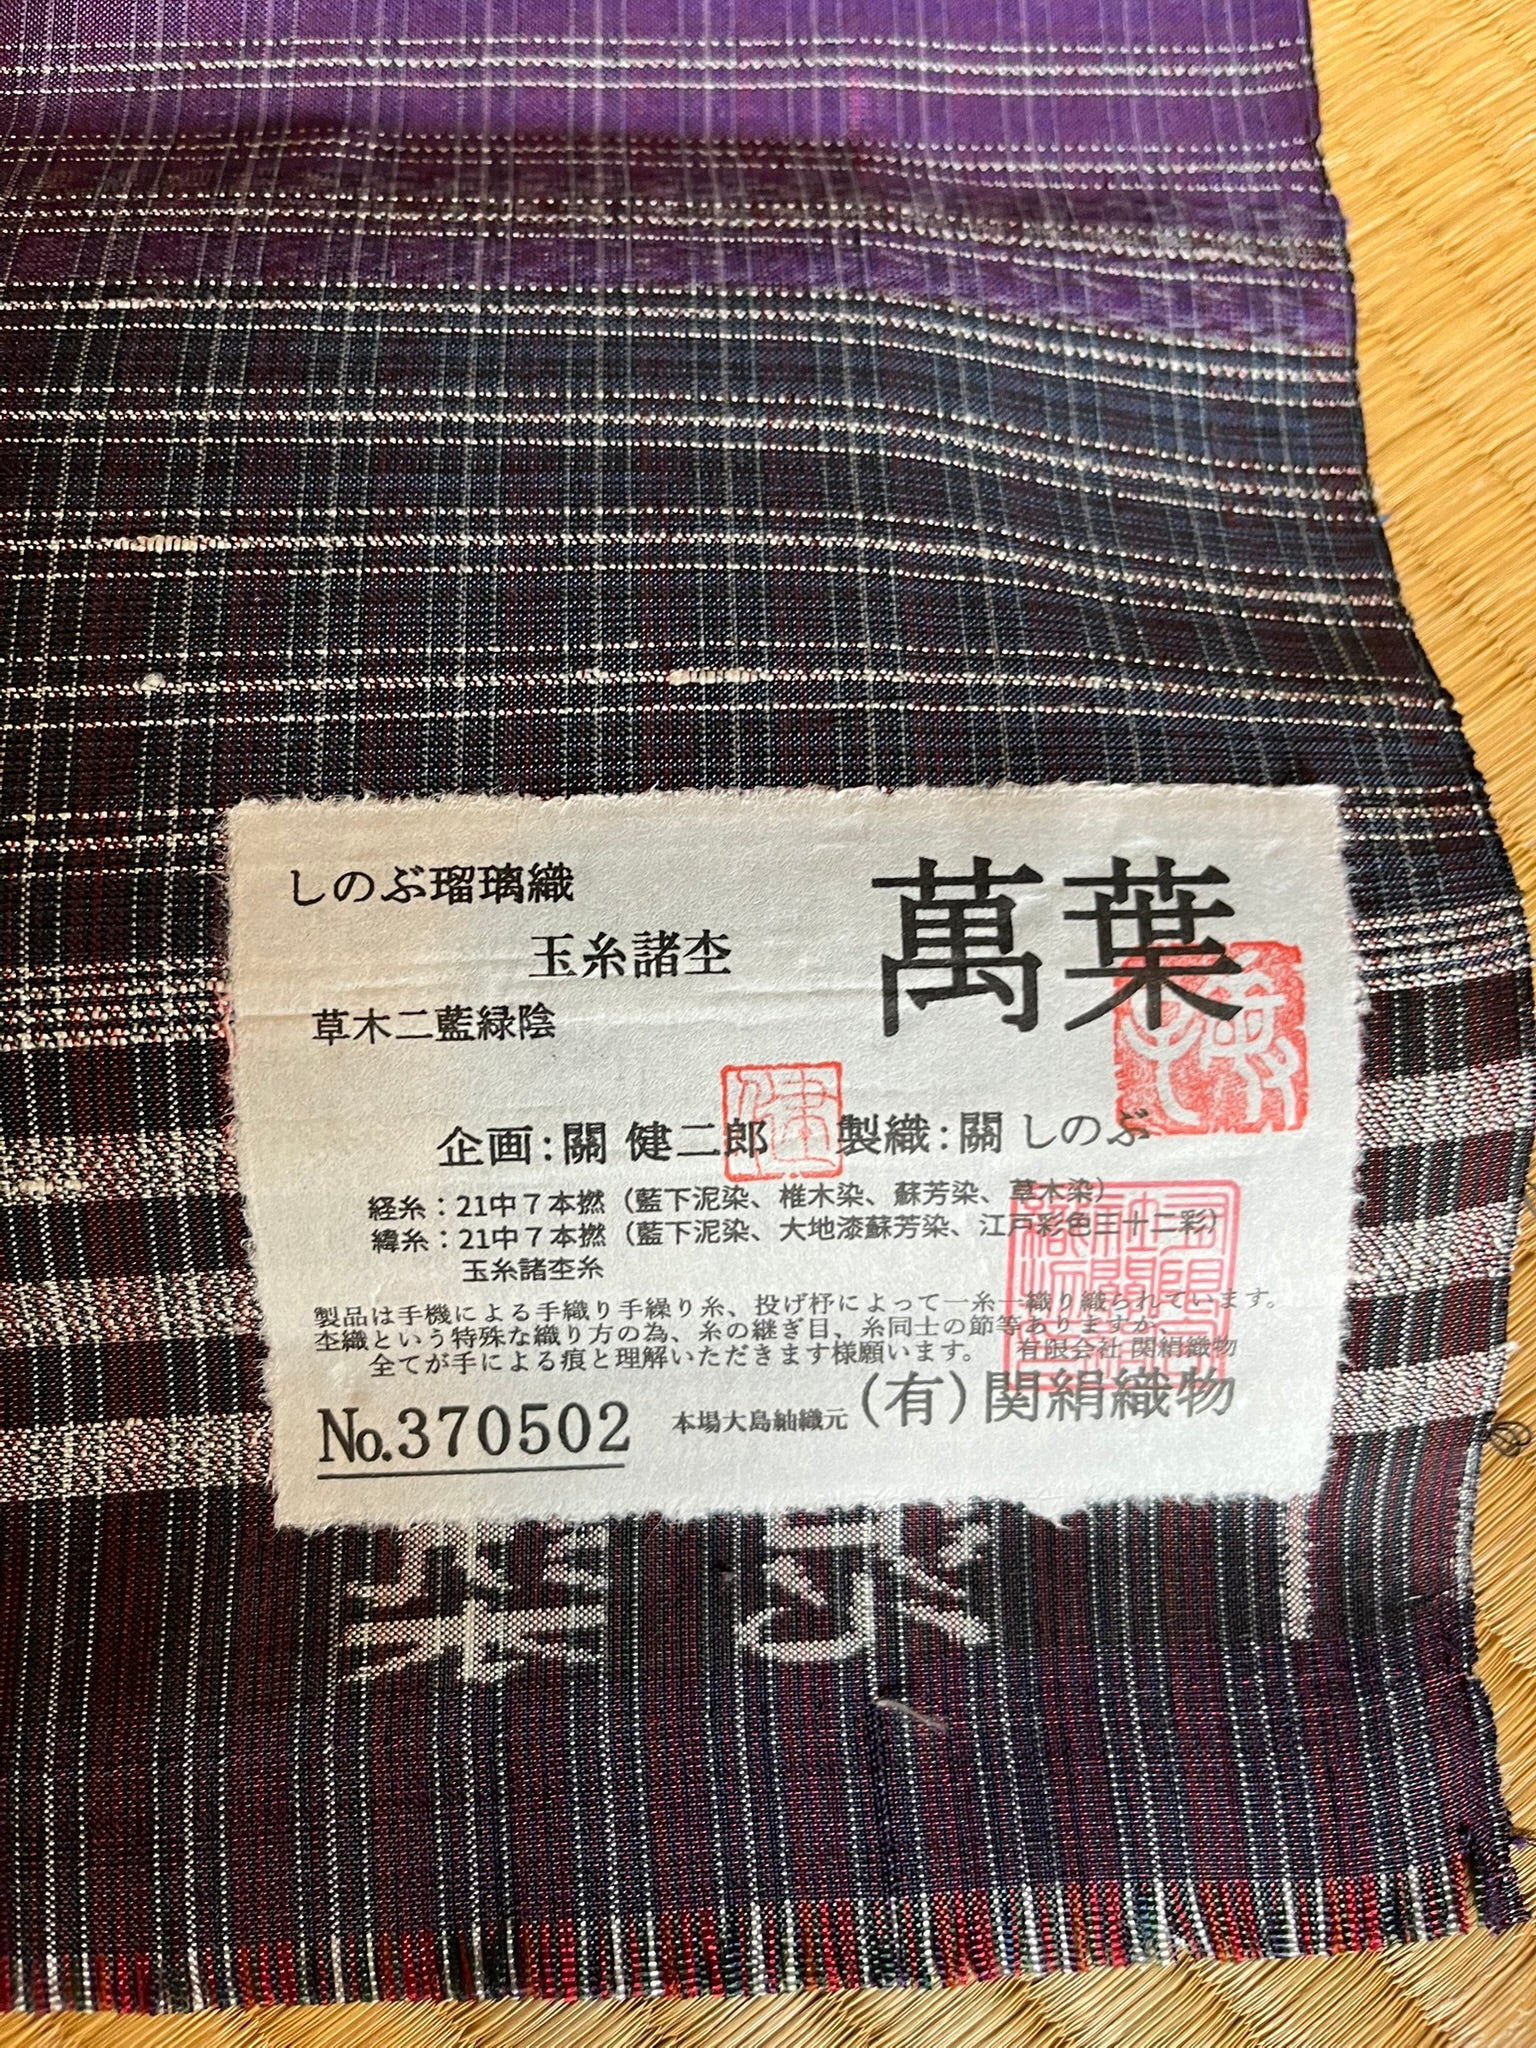 しのぶ瑠璃織
萬葉
玉糸諸杢
草木二藍緑陰
企画:關 健二郎 製織:關 しのぶ
経糸:21中7本撚(藍下泥染、椎木染、蘇芳染、草木染)
緯糸:21中7本撚(藍下泥染、大地漆蘇芳染、江戸彩色三十二彩)
玉糸諸杢糸
製品は手機による手織り手繰り糸、投げ杼によって一糸一織り織られています。
杢織という特殊な織り方の為、糸の継ぎ目、糸同士の節等ありますが、
全てが手による痕と理解いただきます様願います。 有限会社 関絹織物
No.370502 本場大島紬織元 (有)関絹織物